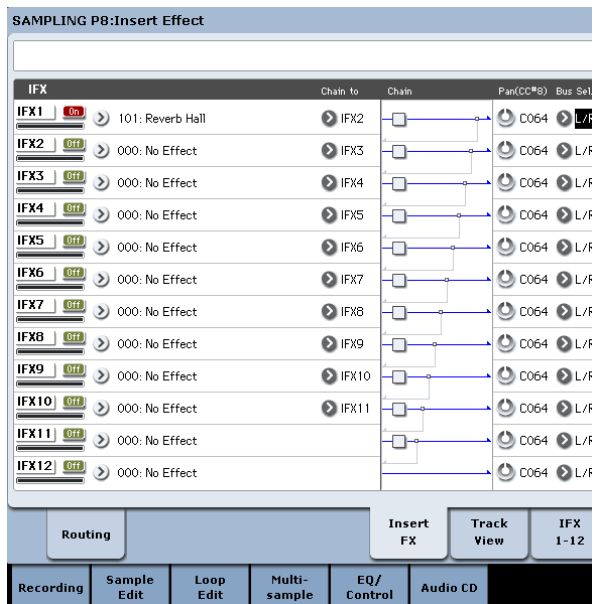 SAMPLING P8:Insert Effect
IFX Chain to Chain Pan(CC#8) Bus Sel.
IFX1 On 101: Reverb Hall IFX2 C064 L/R
IFX2 Off 000: No Effect IFX3 C064 L/R
IFX3 Off 000: No Effect IFX4 C064 L/R
IFX4 Off 000: No Effect IFX5 C064 L/R
IFX5 Off 000: No Effect IFX6 C064 L/R
IFX6 Off 000: No Effect IFX7 C064 L/R
IFX7 Off 000: No Effect IFX8 C064 L/R
IFX8 Off 000: No Effect IFX9 C064 L/R
IFX9 Off 000: No Effect IFX10 C064 L/R
IFX10 Off 000: No Effect IFX11 C064 L/R
IFX11 Off 000: No Effect C064 L/R
IFX12 Off 000: No Effect C064 L/R
Routing Insert FX Track View IFX 1-12
Recording Sample Edit Loop Edit Multi-sample EQ/Control Audio CD